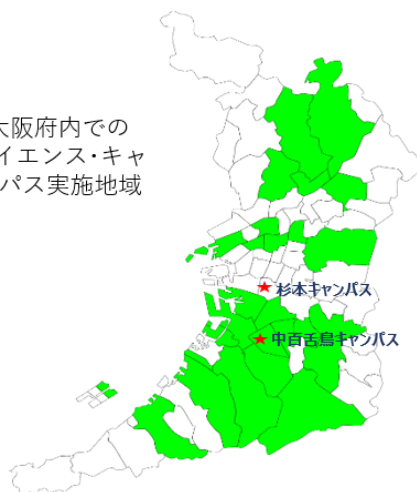 大阪府内での
イエンス・キャ
パス実施地域
杉本キャンパス
中百舌鳥キャンパス